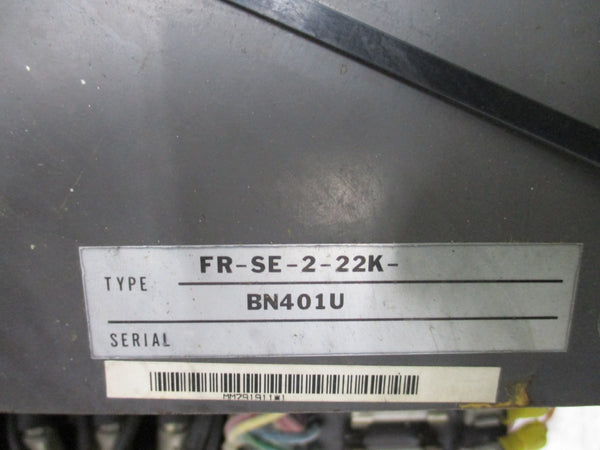 TYPE FR-SE-2-22K-
BN401U
SERIAL